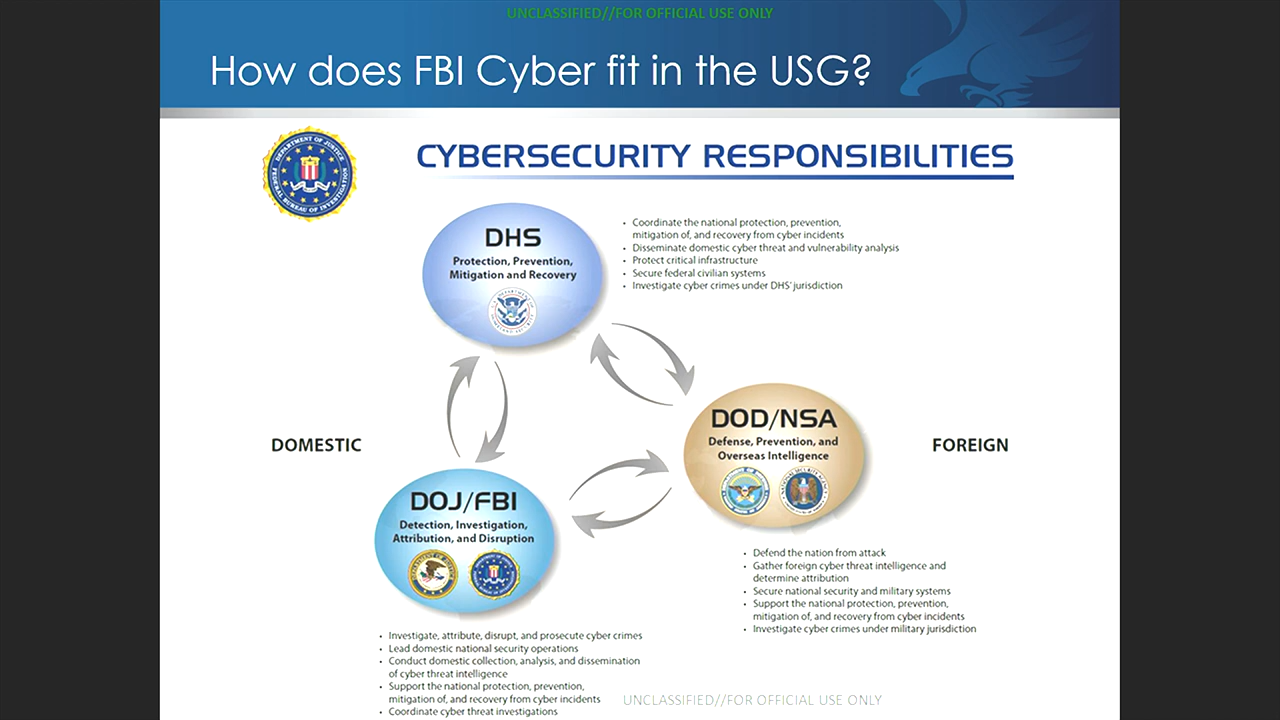 UNCLASSIFIED//FOR OFFICIAL USE ONLY
How does FBI Cyber fit in the USG?
CYBERSECURITY RESPONSIBILITIES
DHS
Protection, Prevention,
Mitigation and Recovery
• Coordinate the national protection, prevention,
mitigation of, and recovery from cyber incidents
• Disseminate domestic cyber threat and vulnerability analysis
• Protect critical infrastructure
• Secure federal civilian systems
• Investigate cyber crimes under DHS' jurisdiction
DOMESTIC
FOREIGN
DOD/NSA
Defense, Prevention, and
Overseas Intelligence
• Defend the nation from attack
• Gather foreign cyber threat intelligence and
determine attribution
• Secure national security and military systems
• Support the national protection, prevention,
mitigation of, and recovery from cyber incidents
• Investigate cyber crimes under military jurisdiction
DOJ/FBI
Detection, Investigation,
Attribution, and Disruption
• Investigate, attribute, disrupt, and prosecute cyber crimes
• Lead domestic national security operations
• Conduct domestic collection, analysis, and dissemination
of cyber threat intelligence
• Support the national protection, prevention,
mitigation of, and recovery from cyber incidents
• Coordinate cyber threat investigations
UNCLASSIFIED//FOR OFFICIAL USE ONLY
DEPARTMENT OF JUSTICE
FEDERAL BUREAU OF INVESTIGATION